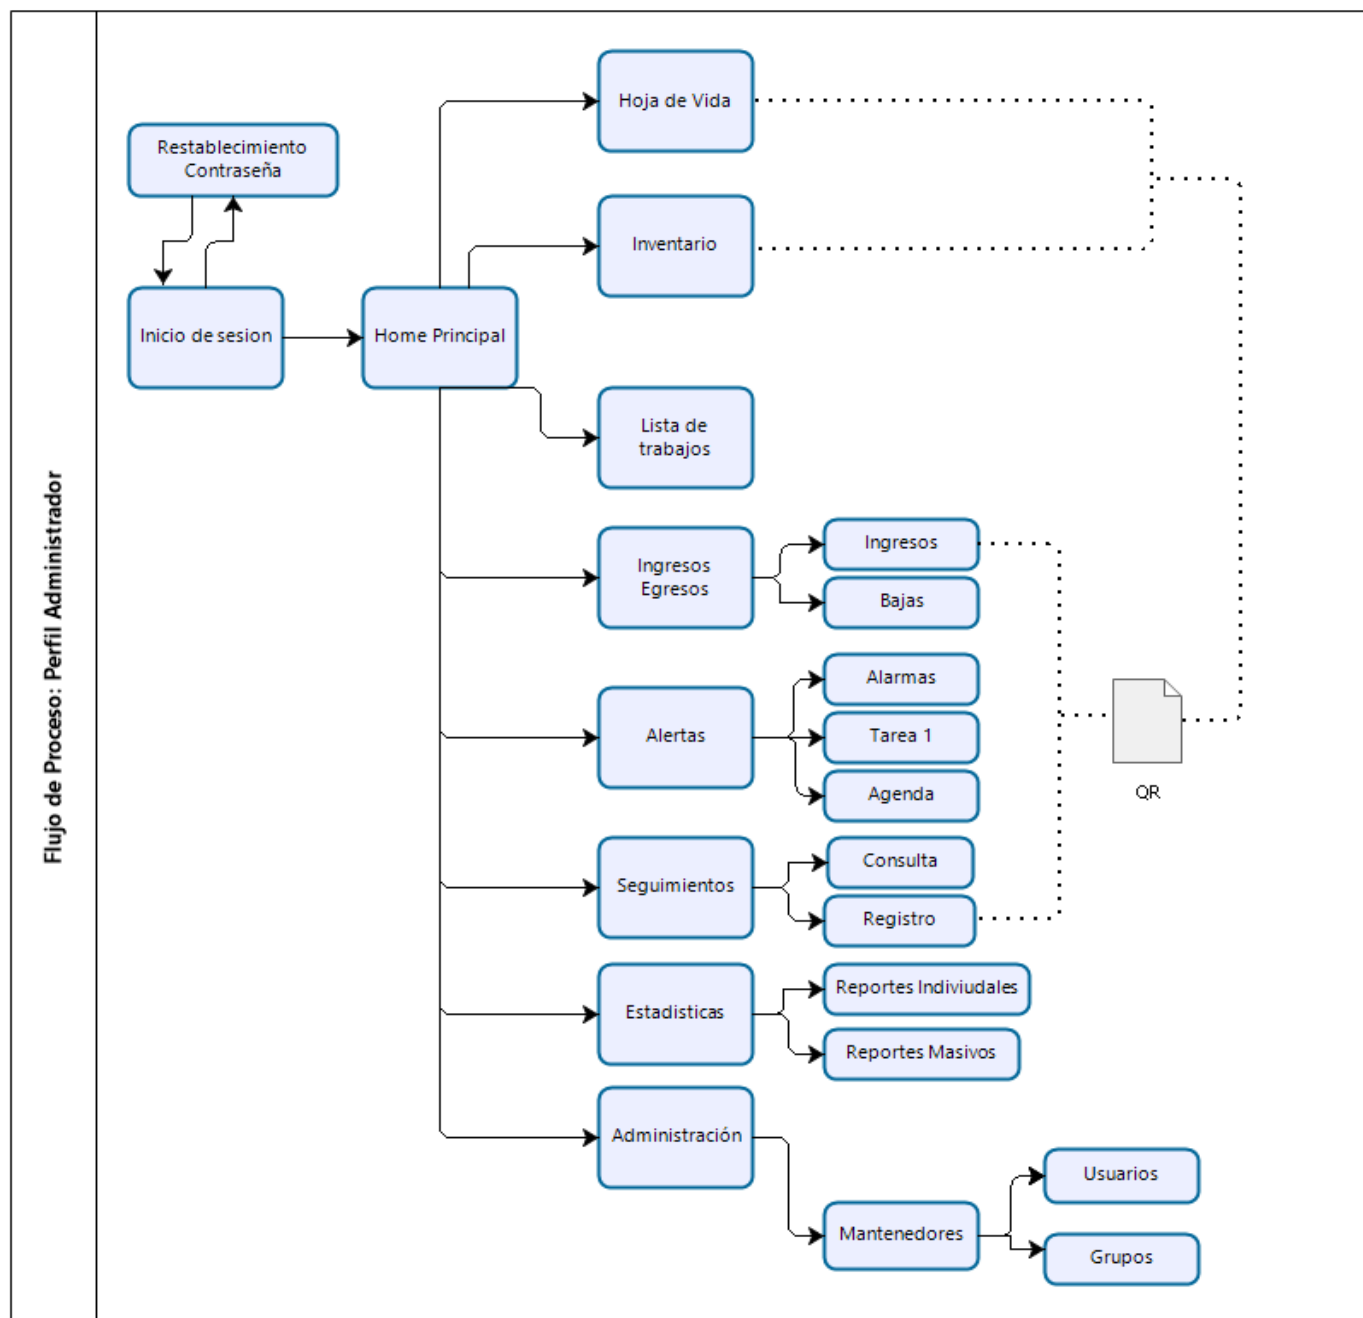 Flujo de Proceso: Perfil Administrador
Restablecimiento
Contraseña
Inicio de sesion
Home Principal
Hoja de Vida
Inventario
Lista de
trabajos
Ingresos
Egresos
Ingresos
Bajas
Alertas
Alarmas
Tarea 1
Agenda
QR
Seguimientos
Consulta
Registro
Estadisticas
Reportes Indiviudales
Reportes Masivos
Administración
Mantenedores
Usuarios
Grupos